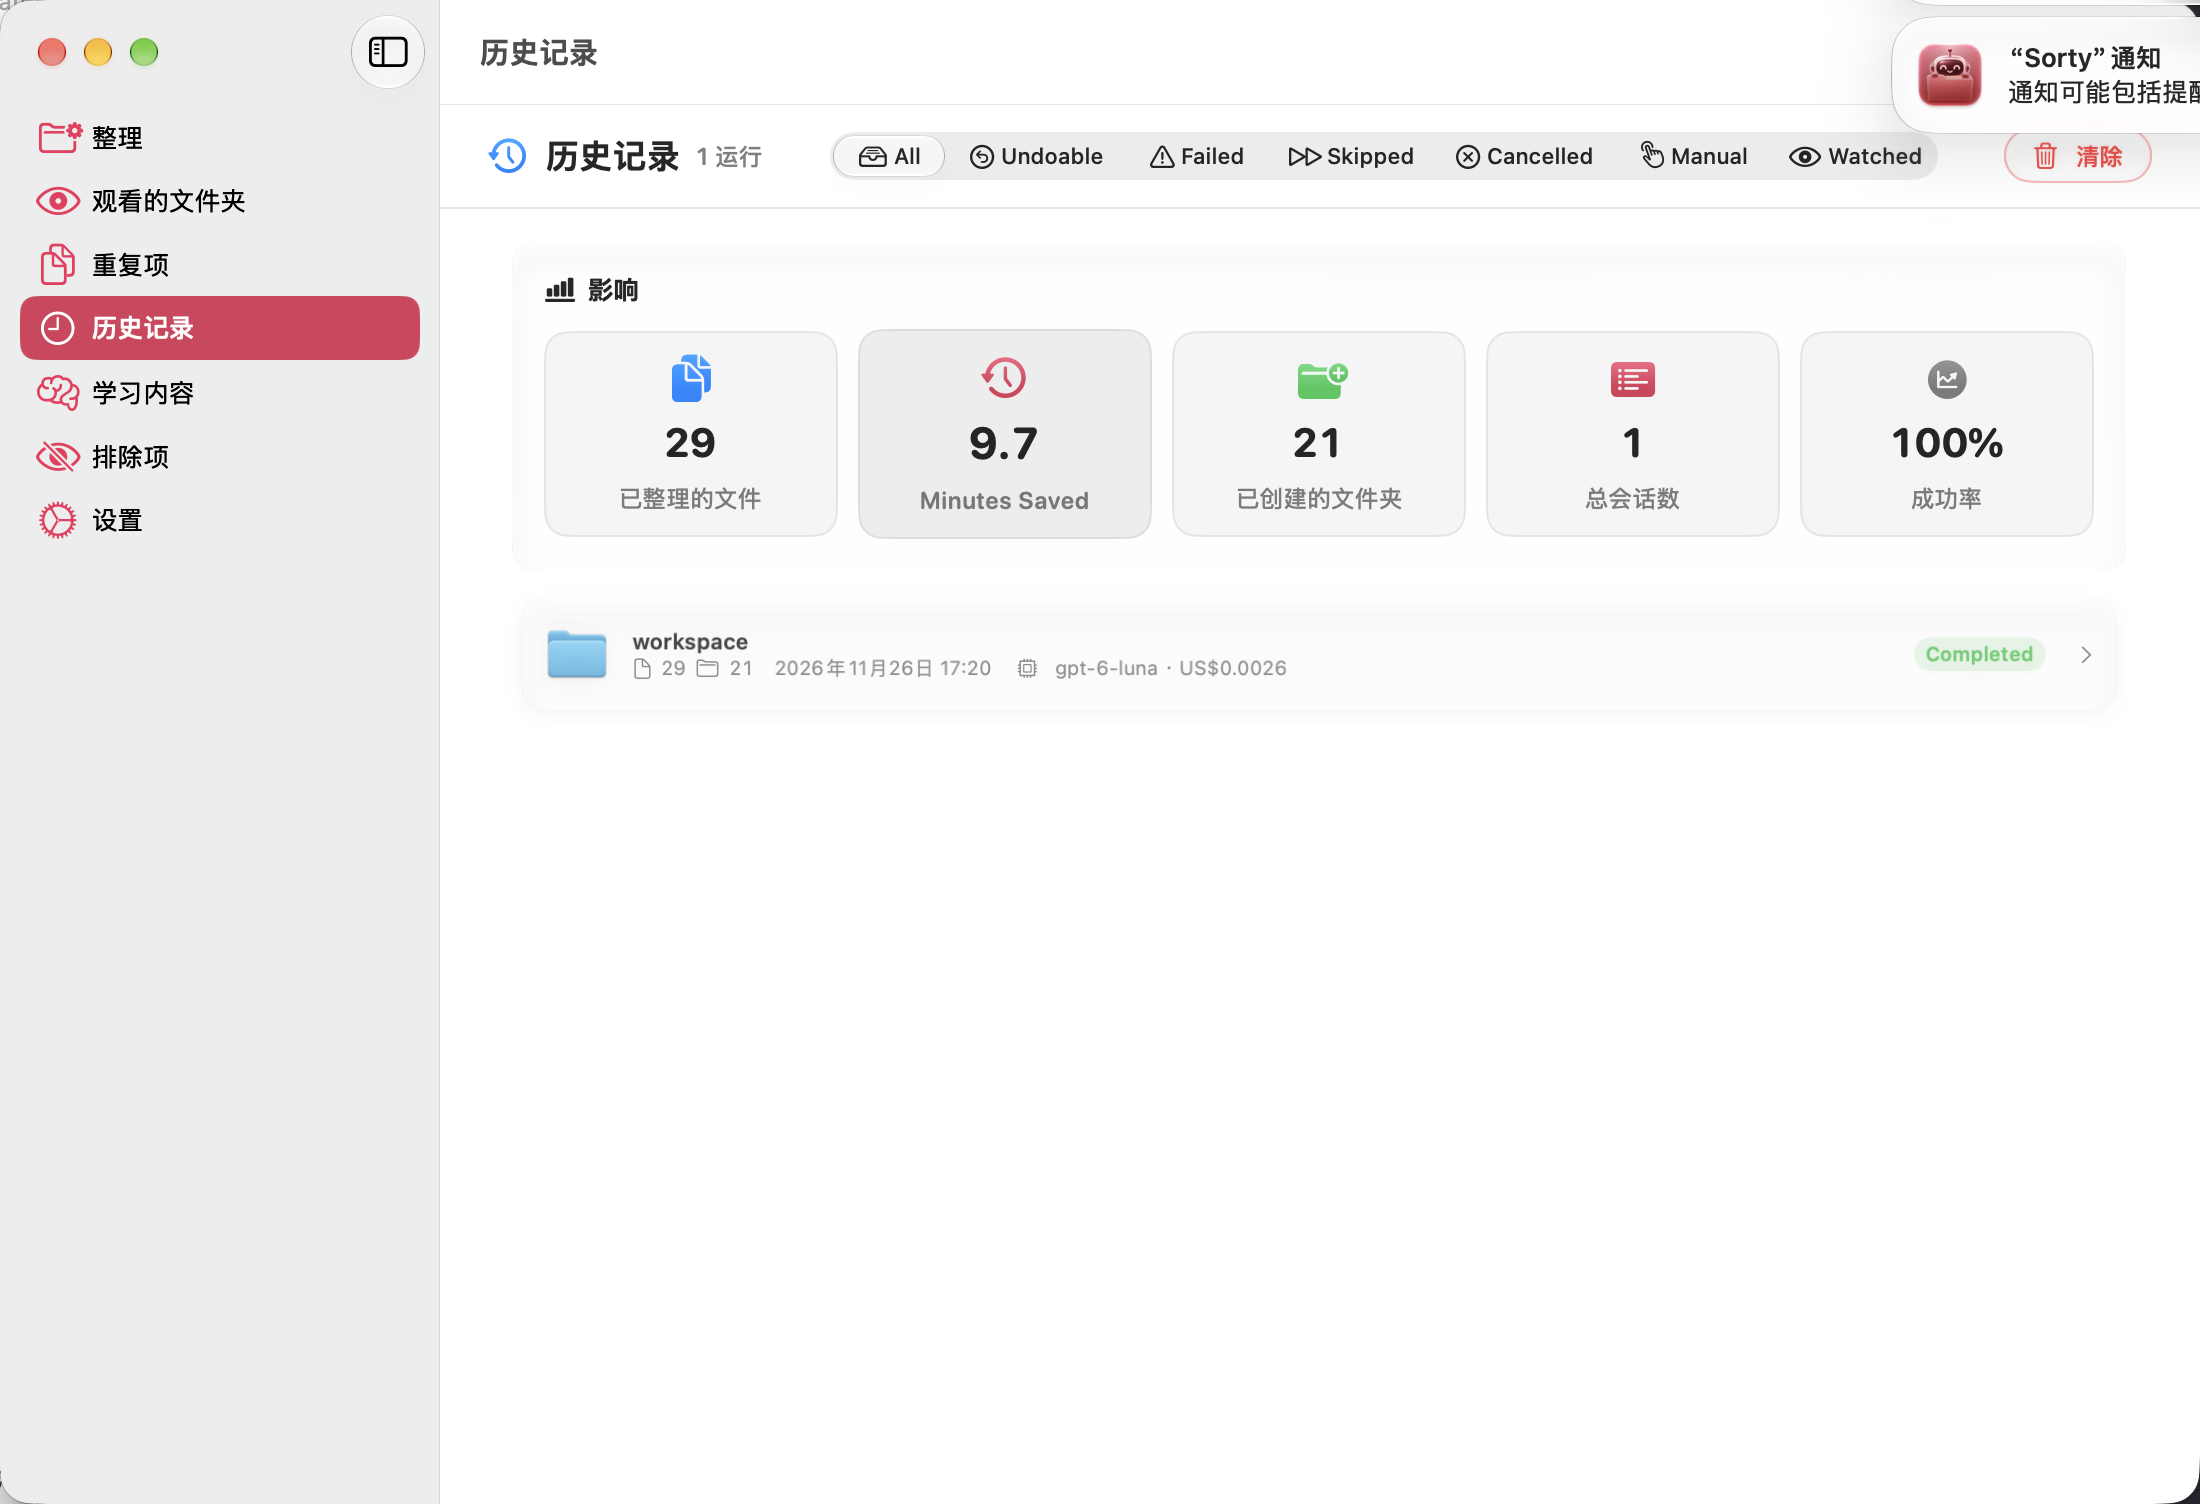 历史记录
“Sorty”通知
通知可能包括提醒
整理
观看的文件夹
重复项
历史记录
学习内容
排除项
设置
历史记录 1 运行
All Undoable Failed Skipped Cancelled Manual Watched
清除
影响
29
已整理的文件
9.7
Minutes Saved
21
已创建的文件夹
1
总会话数
100%
成功率
workspace
29 21 2026年11月26日 17:20 gpt-6-luna · US$0.0026
Completed